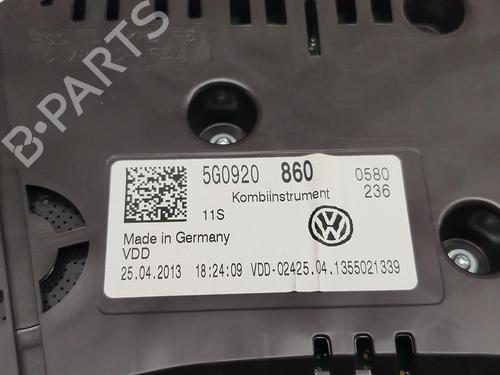 5G0920 860 0580
Kombiinstrument 236
11S
Made in Germany
VDD
25.04.2013 18:24:09 VDD-02425.04.1355021339